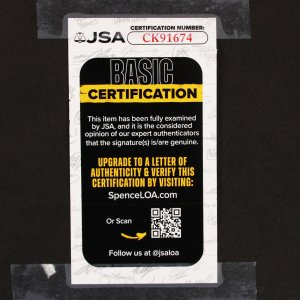 JSA CERTIFICATION NUMBER:
CK91674
BASIC
CERTIFICATION
This item has been fully examined
by JSA, and it is the considered
opinion of our expert authenticators
that the signature(s) is/are genuine.
UPGRADE TO A LETTER OF
AUTHENTICITY & VERIFY THIS
CERTIFICATION BY VISITING:
SpenceLOA.com
Or Scan
Follow us at @jsaloa